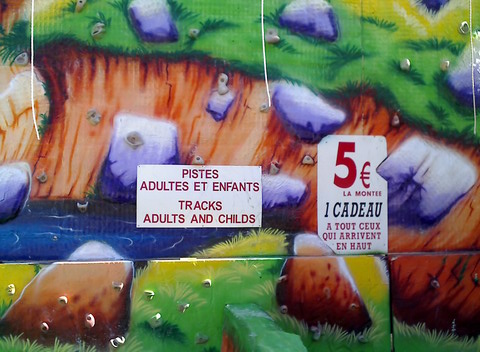 PISTES
ADULTES ET ENFANTS
TRACKS
ADULTS AND CHILDS
5€
LA MONTEE
1 CADEAU
A TOUT CEUX
QUI ARRIVENT
EN HAUT